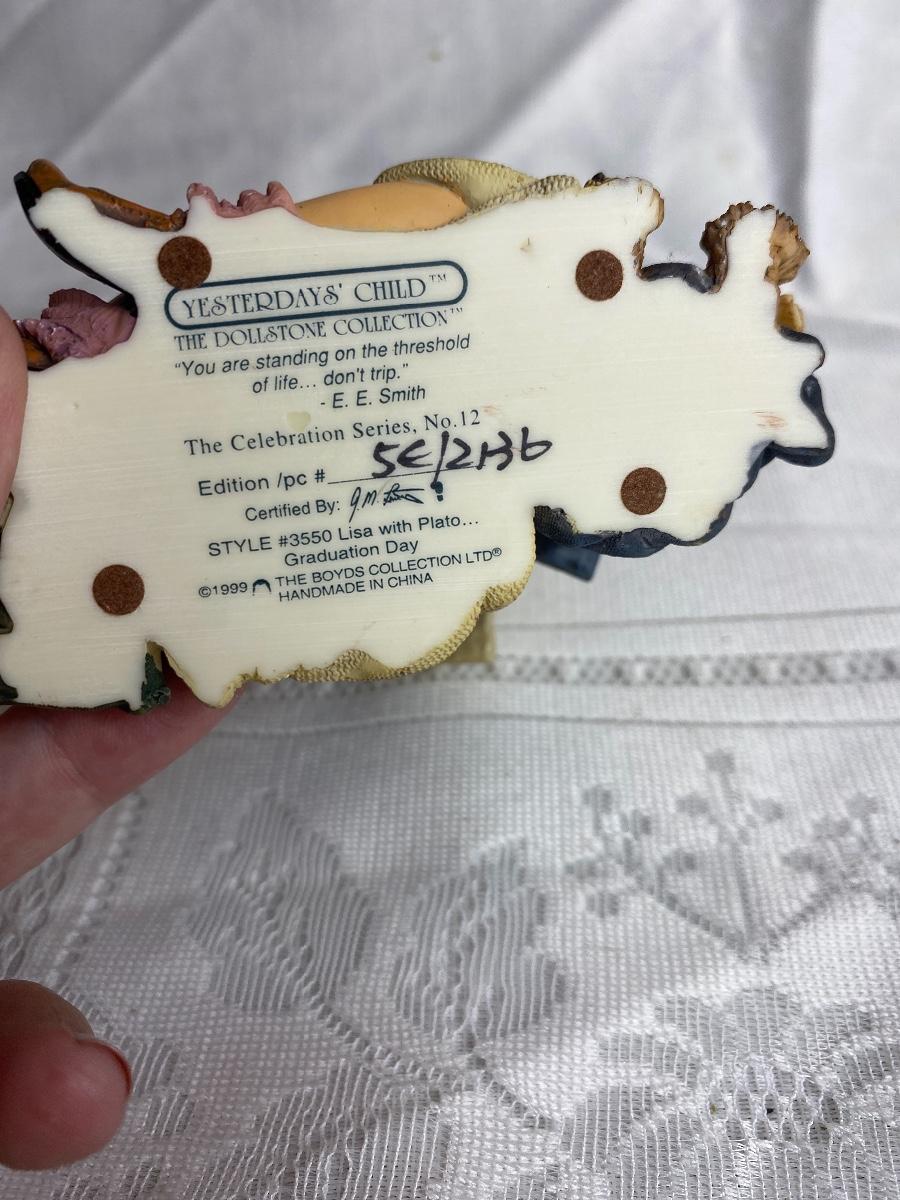 YESTERDAYS' CHILD™
THE DOLLSTONE COLLECTION™
"You are standing on the threshold
of life... don't trip."
- E. E. Smith
The Celebration Series, No.12
Edition /pc # 5E/2136
Certified By:
STYLE #3550 Lisa with Plato...
Graduation Day
©1999 THE BOYDS COLLECTION LTD®
HANDMADE IN CHINA